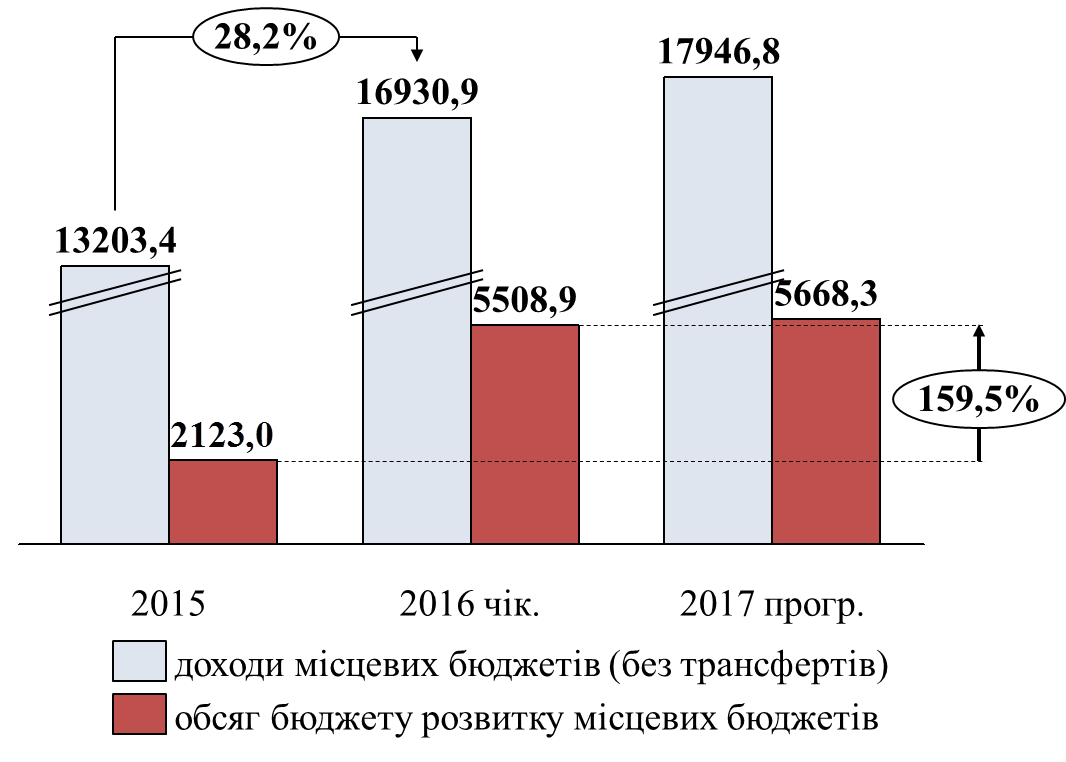 28,2%
17946,8
16930,9
13203,4
5508,9
5668,3
159,5%
2123,0
2015
2016 чік.
2017 прогр.
доходи місцевих бюджетів (без трансфертів)
обсяг бюджету розвитку місцевих бюджетів